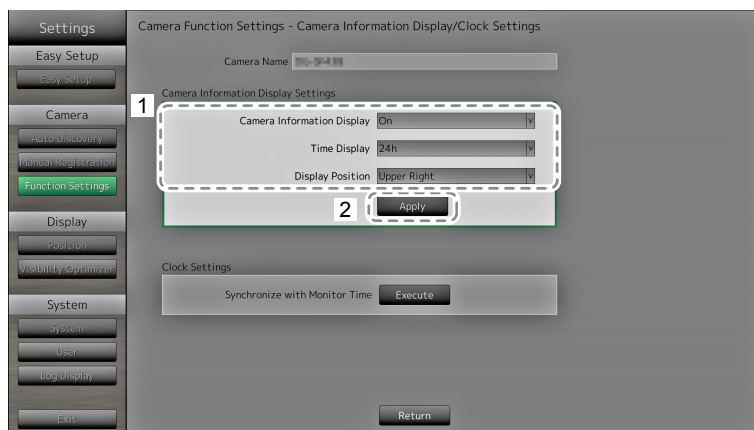 Settings
Camera Function Settings - Camera Information Display/Clock Settings
Easy Setup
Easy Setup
Camera
Auto Discovery
Manual Registration
Function Settings
Display
Position
Visibility Optimizer
System
System
User
Log Display
Exit
Camera Name
Camera Information Display Settings
1
Camera Information Display On
Time Display 24h
Display Position Upper Right
2 Apply
Clock Settings
Synchronize with Monitor Time Execute
Return